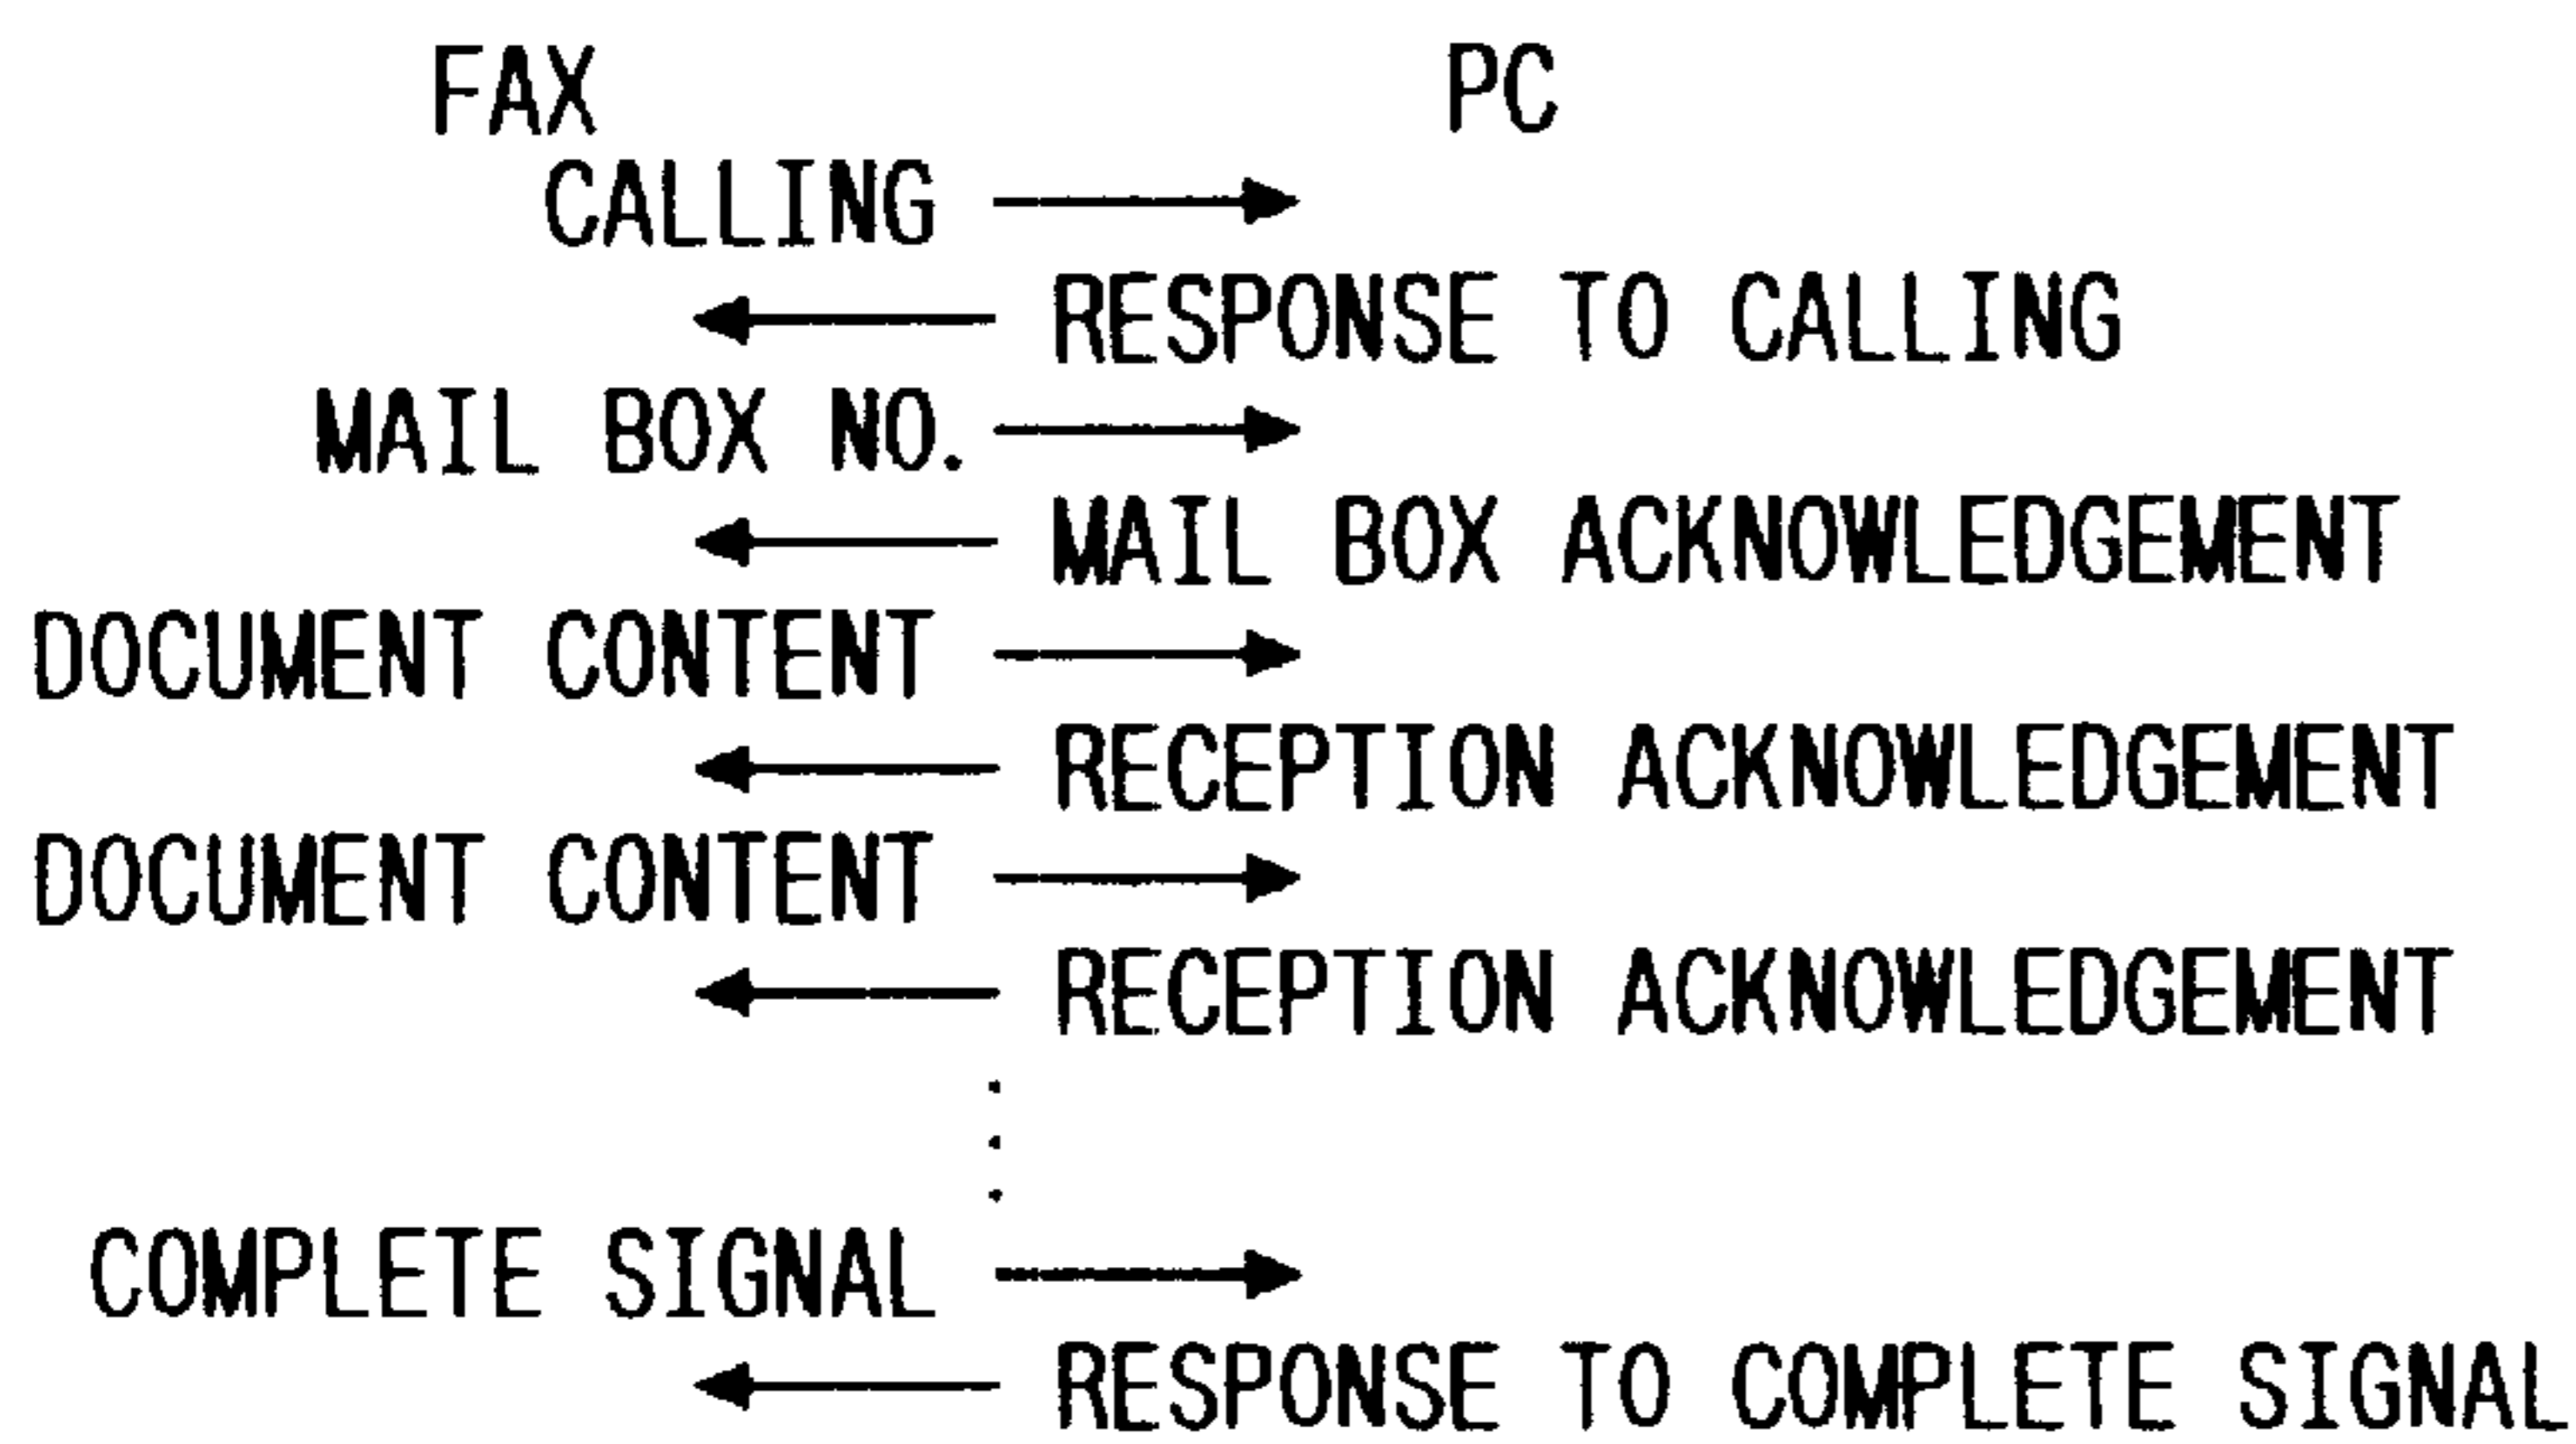 FAX PC
CALLING
RESPONSE TO CALLING
MAIL BOX NO.
MAIL BOX ACKNOWLEDGEMENT
DOCUMENT CONTENT
RECEPTION ACKNOWLEDGEMENT
DOCUMENT CONTENT
RECEPTION ACKNOWLEDGEMENT
COMPLETE SIGNAL
RESPONSE TO COMPLETE SIGNAL